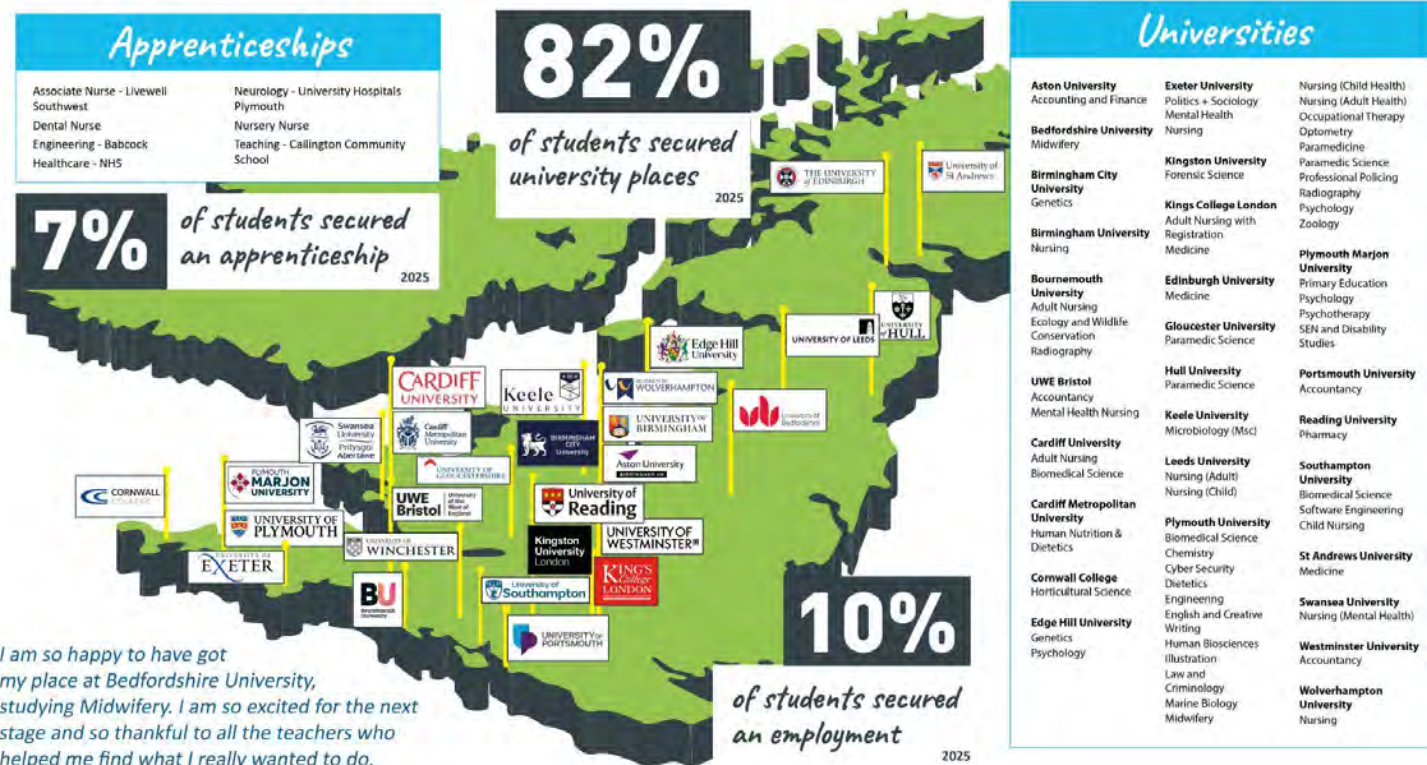 Apprenticeships
Associate Nurse - Livewell
Southwest
Dental Nurse
Engineering - Babcock
Healthcare - NHS
Neurology - University Hospitals
Plymouth
Nursery Nurse
Teaching - Callington Community
School
7%
of students secured
an apprenticeship
2025
82%
of students secured
university places
2025
THE UNIVERSITY
of EDINBURGH
University of
St Andrews
UNIVERSITY OF LEEDS
UNIVERSITY
OF HULL
Edge Hill
University
CARDIFF
UNIVERSITY
Keele
UNIVERSITY
UNIVERSITY OF
WOLVERHAMPTON
University of
Bedfordshire
Swansea
University
Prifysgol
Abertawe
Cardiff
Metropolitan
University
BIRMINGHAM
CITY
University
UNIVERSITY OF
BIRMINGHAM
UNIVERSITY OF
GLOUCESTERSHIRE
Aston University
BIRMINGHAM UK
CORNWALL
COLLEGE
PLYMOUTH
MARJON
UNIVERSITY
UWE
Bristol
University
of the
West of
England
University of
Reading
UNIVERSITY OF
PLYMOUTH
UNIVERSITY OF
WINCHESTER
Kingston
University
London
UNIVERSITY OF
WESTMINSTER
UNIVERSITY OF
EXETER
BU
Bournemouth
University
University of
Southampton
KING'S
College
LONDON
UNIVERSITY OF
PORTSMOUTH
10%
of students secured
an employment
2025
I am so happy to have got
my place at Bedfordshire University,
studying Midwifery. I am so excited for the next
stage and so thankful to all the teachers who
helped me find what I really wanted to do.
Universities
Aston University
Accounting and Finance
Bedfordshire University
Midwifery
Birmingham City
University
Genetics
Birmingham University
Nursing
Bournemouth
University
Adult Nursing
Ecology and Wildlife
Conservation
Radiography
UWE Bristol
Accountancy
Mental Health Nursing
Cardiff University
Adult Nursing
Biomedical Science
Cardiff Metropolitan
University
Human Nutrition &
Dietetics
Cornwall College
Horticultural Science
Edge Hill University
Genetics
Psychology
Exeter University
Politics + Sociology
Mental Health
Nursing
Kingston University
Forensic Science
Kings College London
Adult Nursing with
Registration
Medicine
Edinburgh University
Medicine
Gloucester University
Paramedic Science
Hull University
Paramedic Science
Keele University
Microbiology (Msc)
Leeds University
Nursing (Adult)
Nursing (Child)
Plymouth University
Biomedical Science
Chemistry
Cyber Security
Dietetics
Engineering
English and Creative
Writing
Human Biosciences
Illustration
Law and
Criminology
Marine Biology
Midwifery
Nursing (Child Health)
Nursing (Adult Health)
Occupational Therapy
Optometry
Paramedicine
Paramedic Science
Professional Policing
Radiography
Psychology
Zoology
Plymouth Marjon
University
Primary Education
Psychology
Psychotherapy
SEN and Disability
Studies
Portsmouth University
Accountancy
Reading University
Pharmacy
Southampton
University
Biomedical Science
Software Engineering
Child Nursing
St Andrews University
Medicine
Swansea University
Nursing (Mental Health)
Westminster University
Accountancy
Wolverhampton
University
Nursing